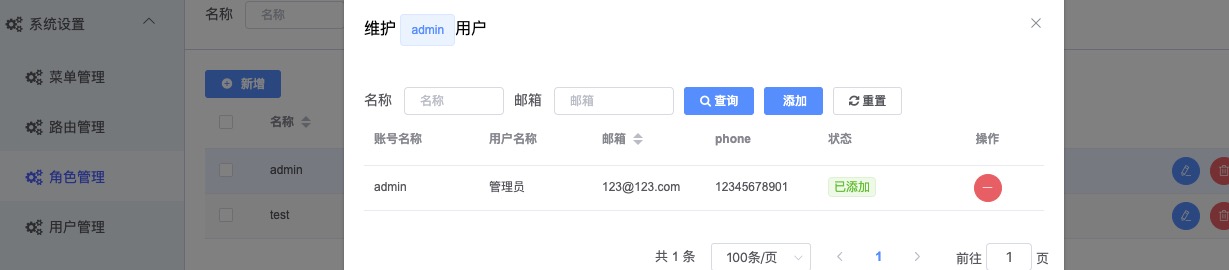 系统设置
菜单管理
路由管理
角色管理
用户管理
名称 名称
新增
名称
admin
test
维护 admin 用户
名称 名称 邮箱 邮箱 查询 添加 重置
账号名称 用户名称 邮箱 phone 状态 操作
admin 管理员 123@123.com 12345678901 已添加
共 1 条 100条/页 1 前往 1 页